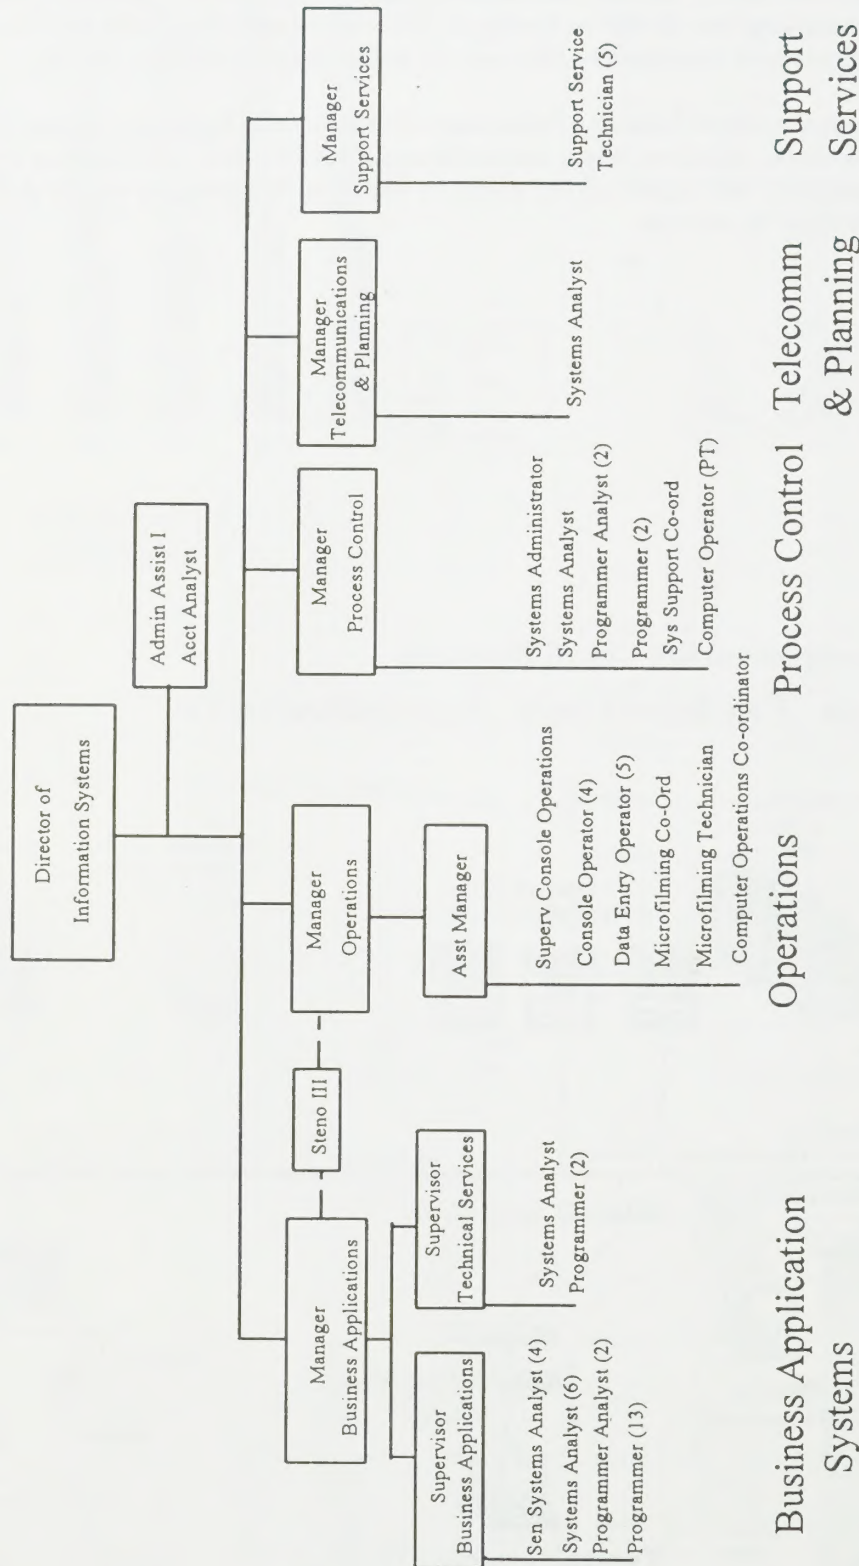 Director of
Information Systems
Admin Assist I
Acct Analyst
Manager
Business Applications
Steno III
Manager
Operations
Manager
Process Control
Manager
Telecommunications
& Planning
Manager
Support Services
Supervisor
Business Applications
Supervisor
Technical Services
Asst Manager
Sen Systems Analyst (4)
Systems Analyst (6)
Programmer Analyst (2)
Programmer (13)
Systems Analyst
Programmer (2)
Superv Console Operations
Console Operator (4)
Data Entry Operator (5)
Microfilming Co-Ord
Microfilming Technician
Computer Operations Co-ordinator
Systems Administrator
Systems Analyst
Programmer Analyst (2)
Programmer (2)
Sys Support Co-ord
Computer Operator (PT)
Systems Analyst
Support Service
Technician (5)
Business Application
Systems
Operations
Process Control
Telecomm
& Planning
Support
Services